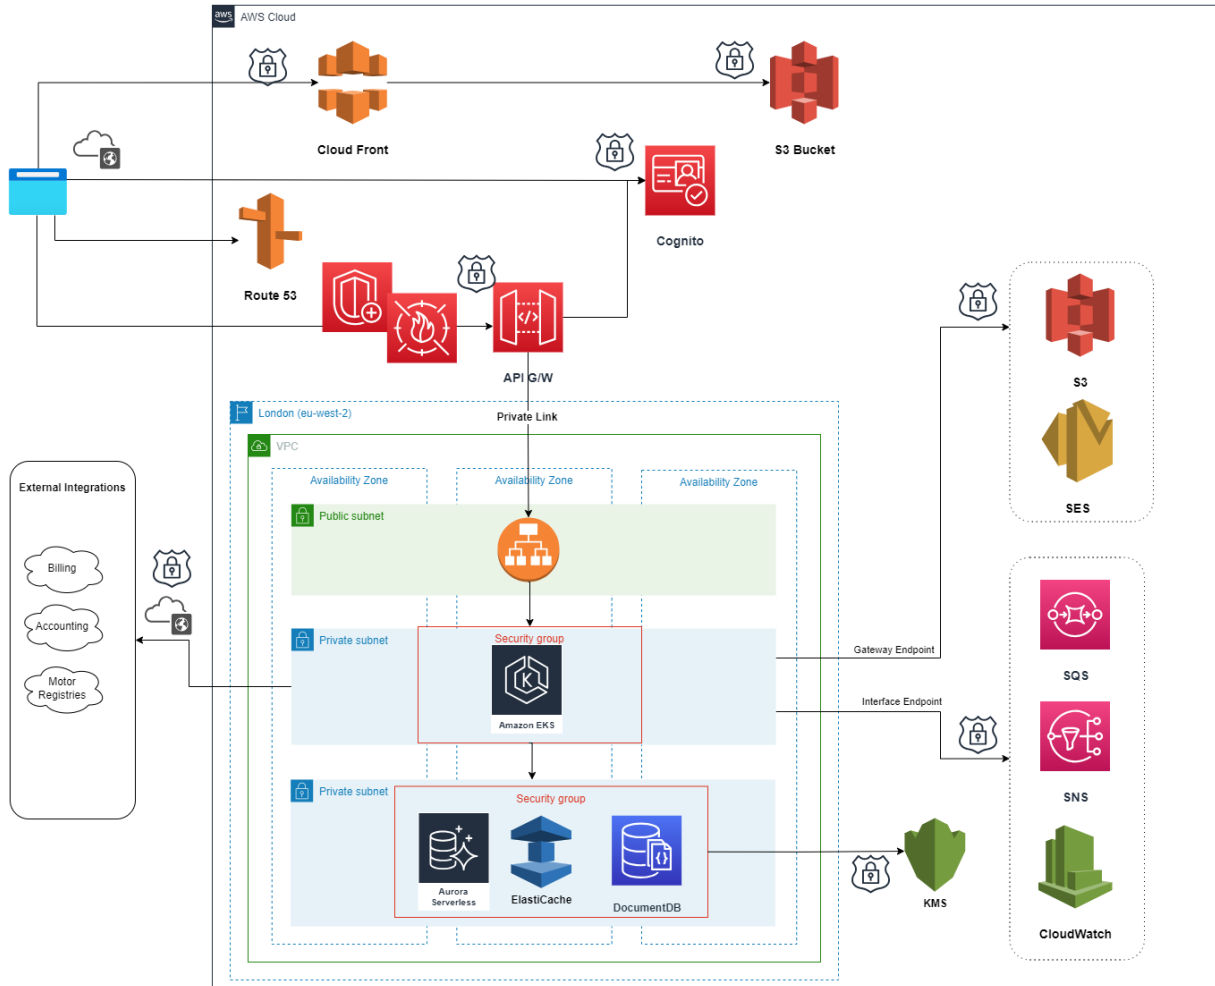 aws
AWS Cloud
Cloud Front
S3 Bucket
Cognito
Route 53
API G/W
Private Link
London (eu-west-2)
VPC
Availability Zone
Availability Zone
Availability Zone
Public subnet
Private subnet
Security group
K
Amazon EKS
Private subnet
Security group
Aurora
Serverless
ElastiCache
DocumentDB
External Integrations
Billing
Accounting
Motor
Registries
Gateway Endpoint
Interface Endpoint
S3
SES
SQS
SNS
CloudWatch
KMS